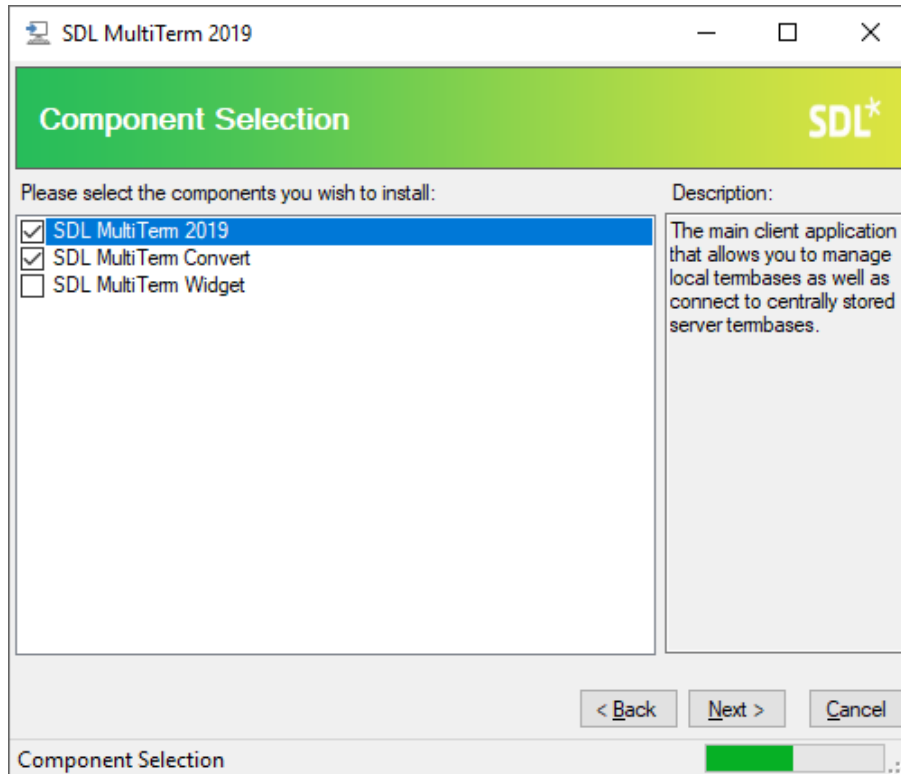 SDL MultiTerm 2019
Component Selection
SDL*
Please select the components you wish to install:
SDL MultiTerm 2019
SDL MultiTerm Convert
SDL MultiTerm Widget
Description:
The main client application
that allows you to manage
local termbases as well as
connect to centrally stored
server termbases.
< Back
Next >
Cancel
Component Selection